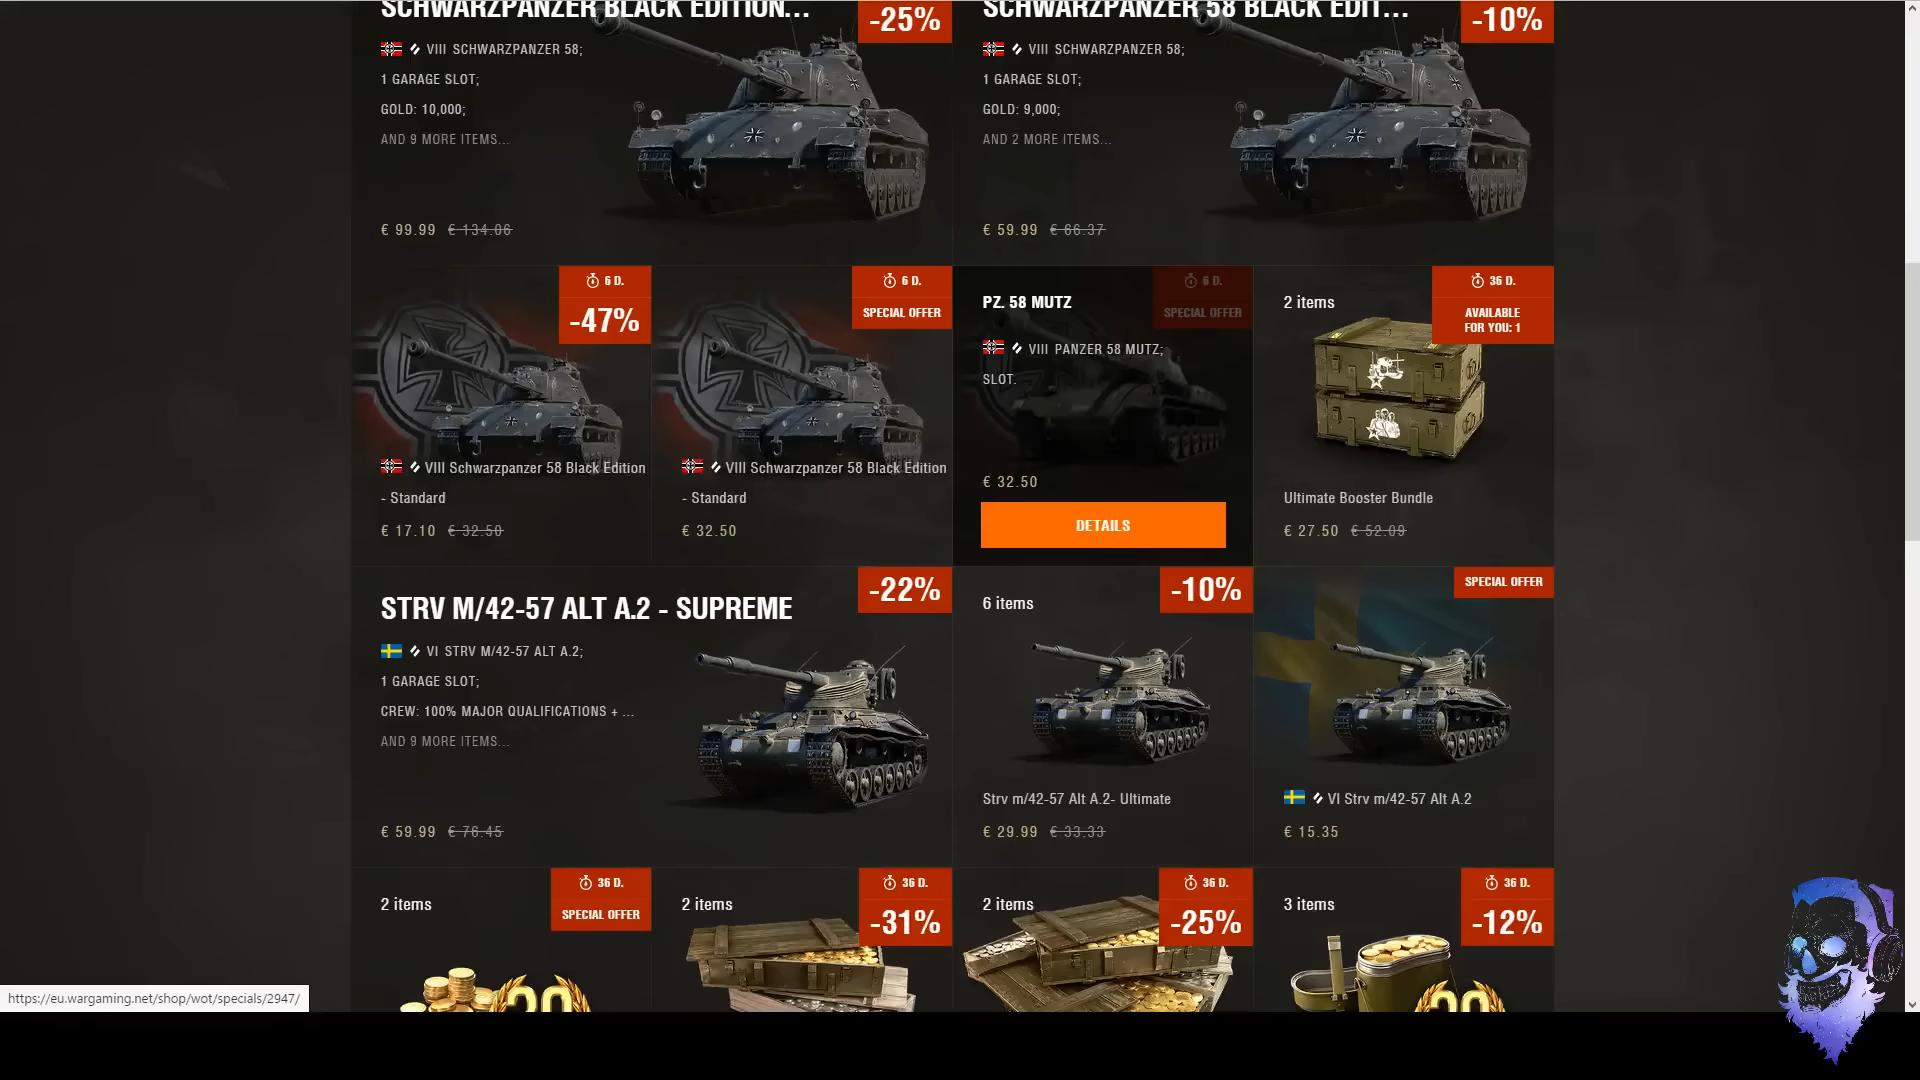 SCHWARZPANZER BLACK EDITION...
-25%
VIII SCHWARZPANZER 58;
1 GARAGE SLOT;
GOLD: 10,000;
AND 9 MORE ITEMS...
€ 99.99 € 134.06
SCHWARZPANZER 58 BLACK EDIT...
-10%
VIII SCHWARZPANZER 58;
1 GARAGE SLOT;
GOLD: 9,000;
AND 2 MORE ITEMS...
€ 59.99 € 66.37
6 D.
-47%
VIII Schwarzpanzer 58 Black Edition
- Standard
€ 17.10 € 32.50
6 D.
SPECIAL OFFER
VIII Schwarzpanzer 58 Black Edition
- Standard
€ 32.50
PZ. 58 MUTZ
6 D.
SPECIAL OFFER
VIII PANZER 58 MUTZ;
SLOT.
€ 32.50
DETAILS
2 items
36 D.
AVAILABLE
FOR YOU: 1
Ultimate Booster Bundle
€ 27.50 € 52.09
STRV M/42-57 ALT A.2 - SUPREME
-22%
VI STRV M/42-57 ALT A.2;
1 GARAGE SLOT;
CREW: 100% MAJOR QUALIFICATIONS + ...
AND 9 MORE ITEMS...
€ 59.99 € 76.45
6 items
-10%
Strv m/42-57 Alt A.2- Ultimate
€ 29.99 € 33.33
SPECIAL OFFER
VI Strv m/42-57 Alt A.2
€ 15.35
2 items
36 D.
SPECIAL OFFER
2 items
36 D.
-31%
2 items
36 D.
-25%
3 items
36 D.
-12%
https://eu.wargaming.net/shop/wot/specials/2947/